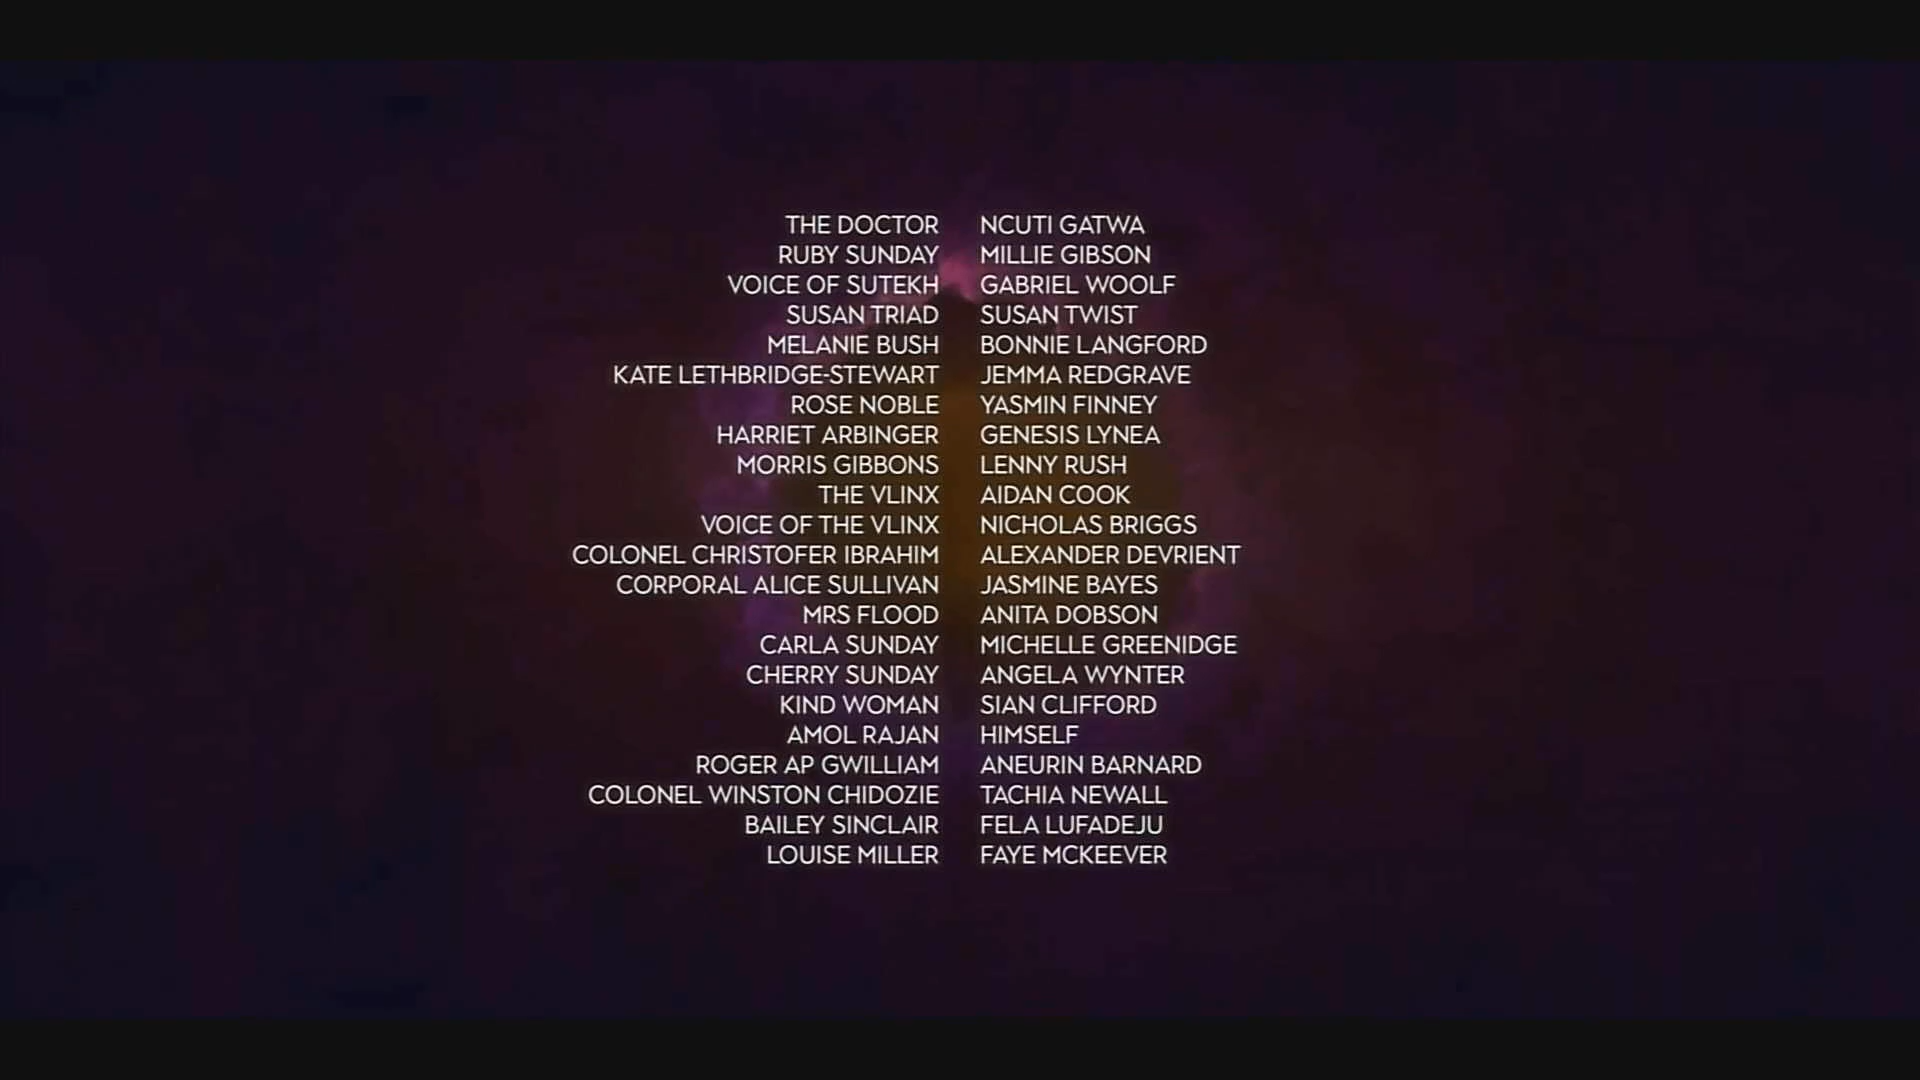 THE DOCTOR NCUTI GATWA
RUBY SUNDAY MILLIE GIBSON
VOICE OF SUTEKH GABRIEL WOOLF
SUSAN TRIAD SUSAN TWIST
MELANIE BUSH BONNIE LANGFORD
KATE LETHBRIDGE-STEWART JEMMA REDGRAVE
ROSE NOBLE YASMIN FINNEY
HARRIET ARBINGER GENESIS LYNEA
MORRIS GIBBONS LENNY RUSH
THE VLINX AIDAN COOK
VOICE OF THE VLINX NICHOLAS BRIGGS
COLONEL CHRISTOFER IBRAHIM ALEXANDER DEVRIENT
CORPORAL ALICE SULLIVAN JASMINE BAYES
MRS FLOOD ANITA DOBSON
CARLA SUNDAY MICHELLE GREENIDGE
CHERRY SUNDAY ANGELA WYNTER
KIND WOMAN SIAN CLIFFORD
AMOL RAJAN HIMSELF
ROGER AP GWILLIAM ANEURIN BARNARD
COLONEL WINSTON CHIDOZIE TACHIA NEWALL
BAILEY SINCLAIR FELA LUFADEJU
LOUISE MILLER FAYE MCKEEVER